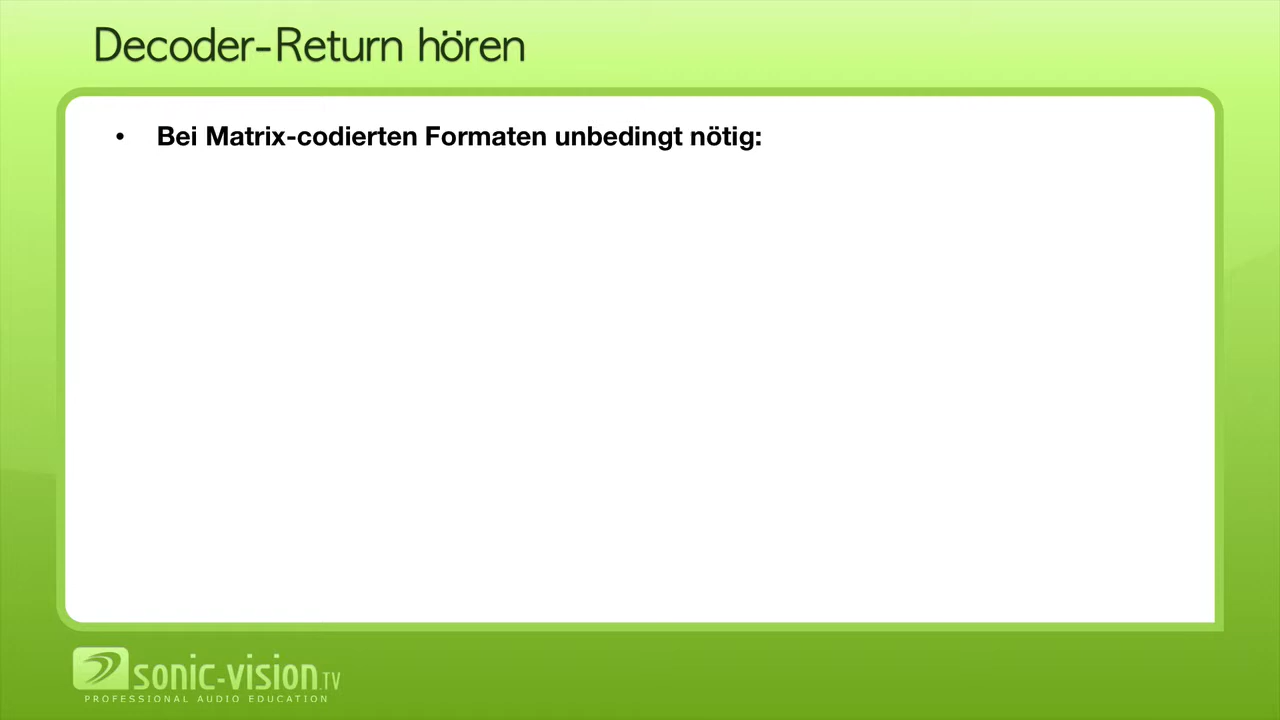 Decoder-Return hören
• Bei Matrix-codierten Formaten unbedingt nötig:
sonic-vision.TV
PROFESSIONAL AUDIO EDUCATION